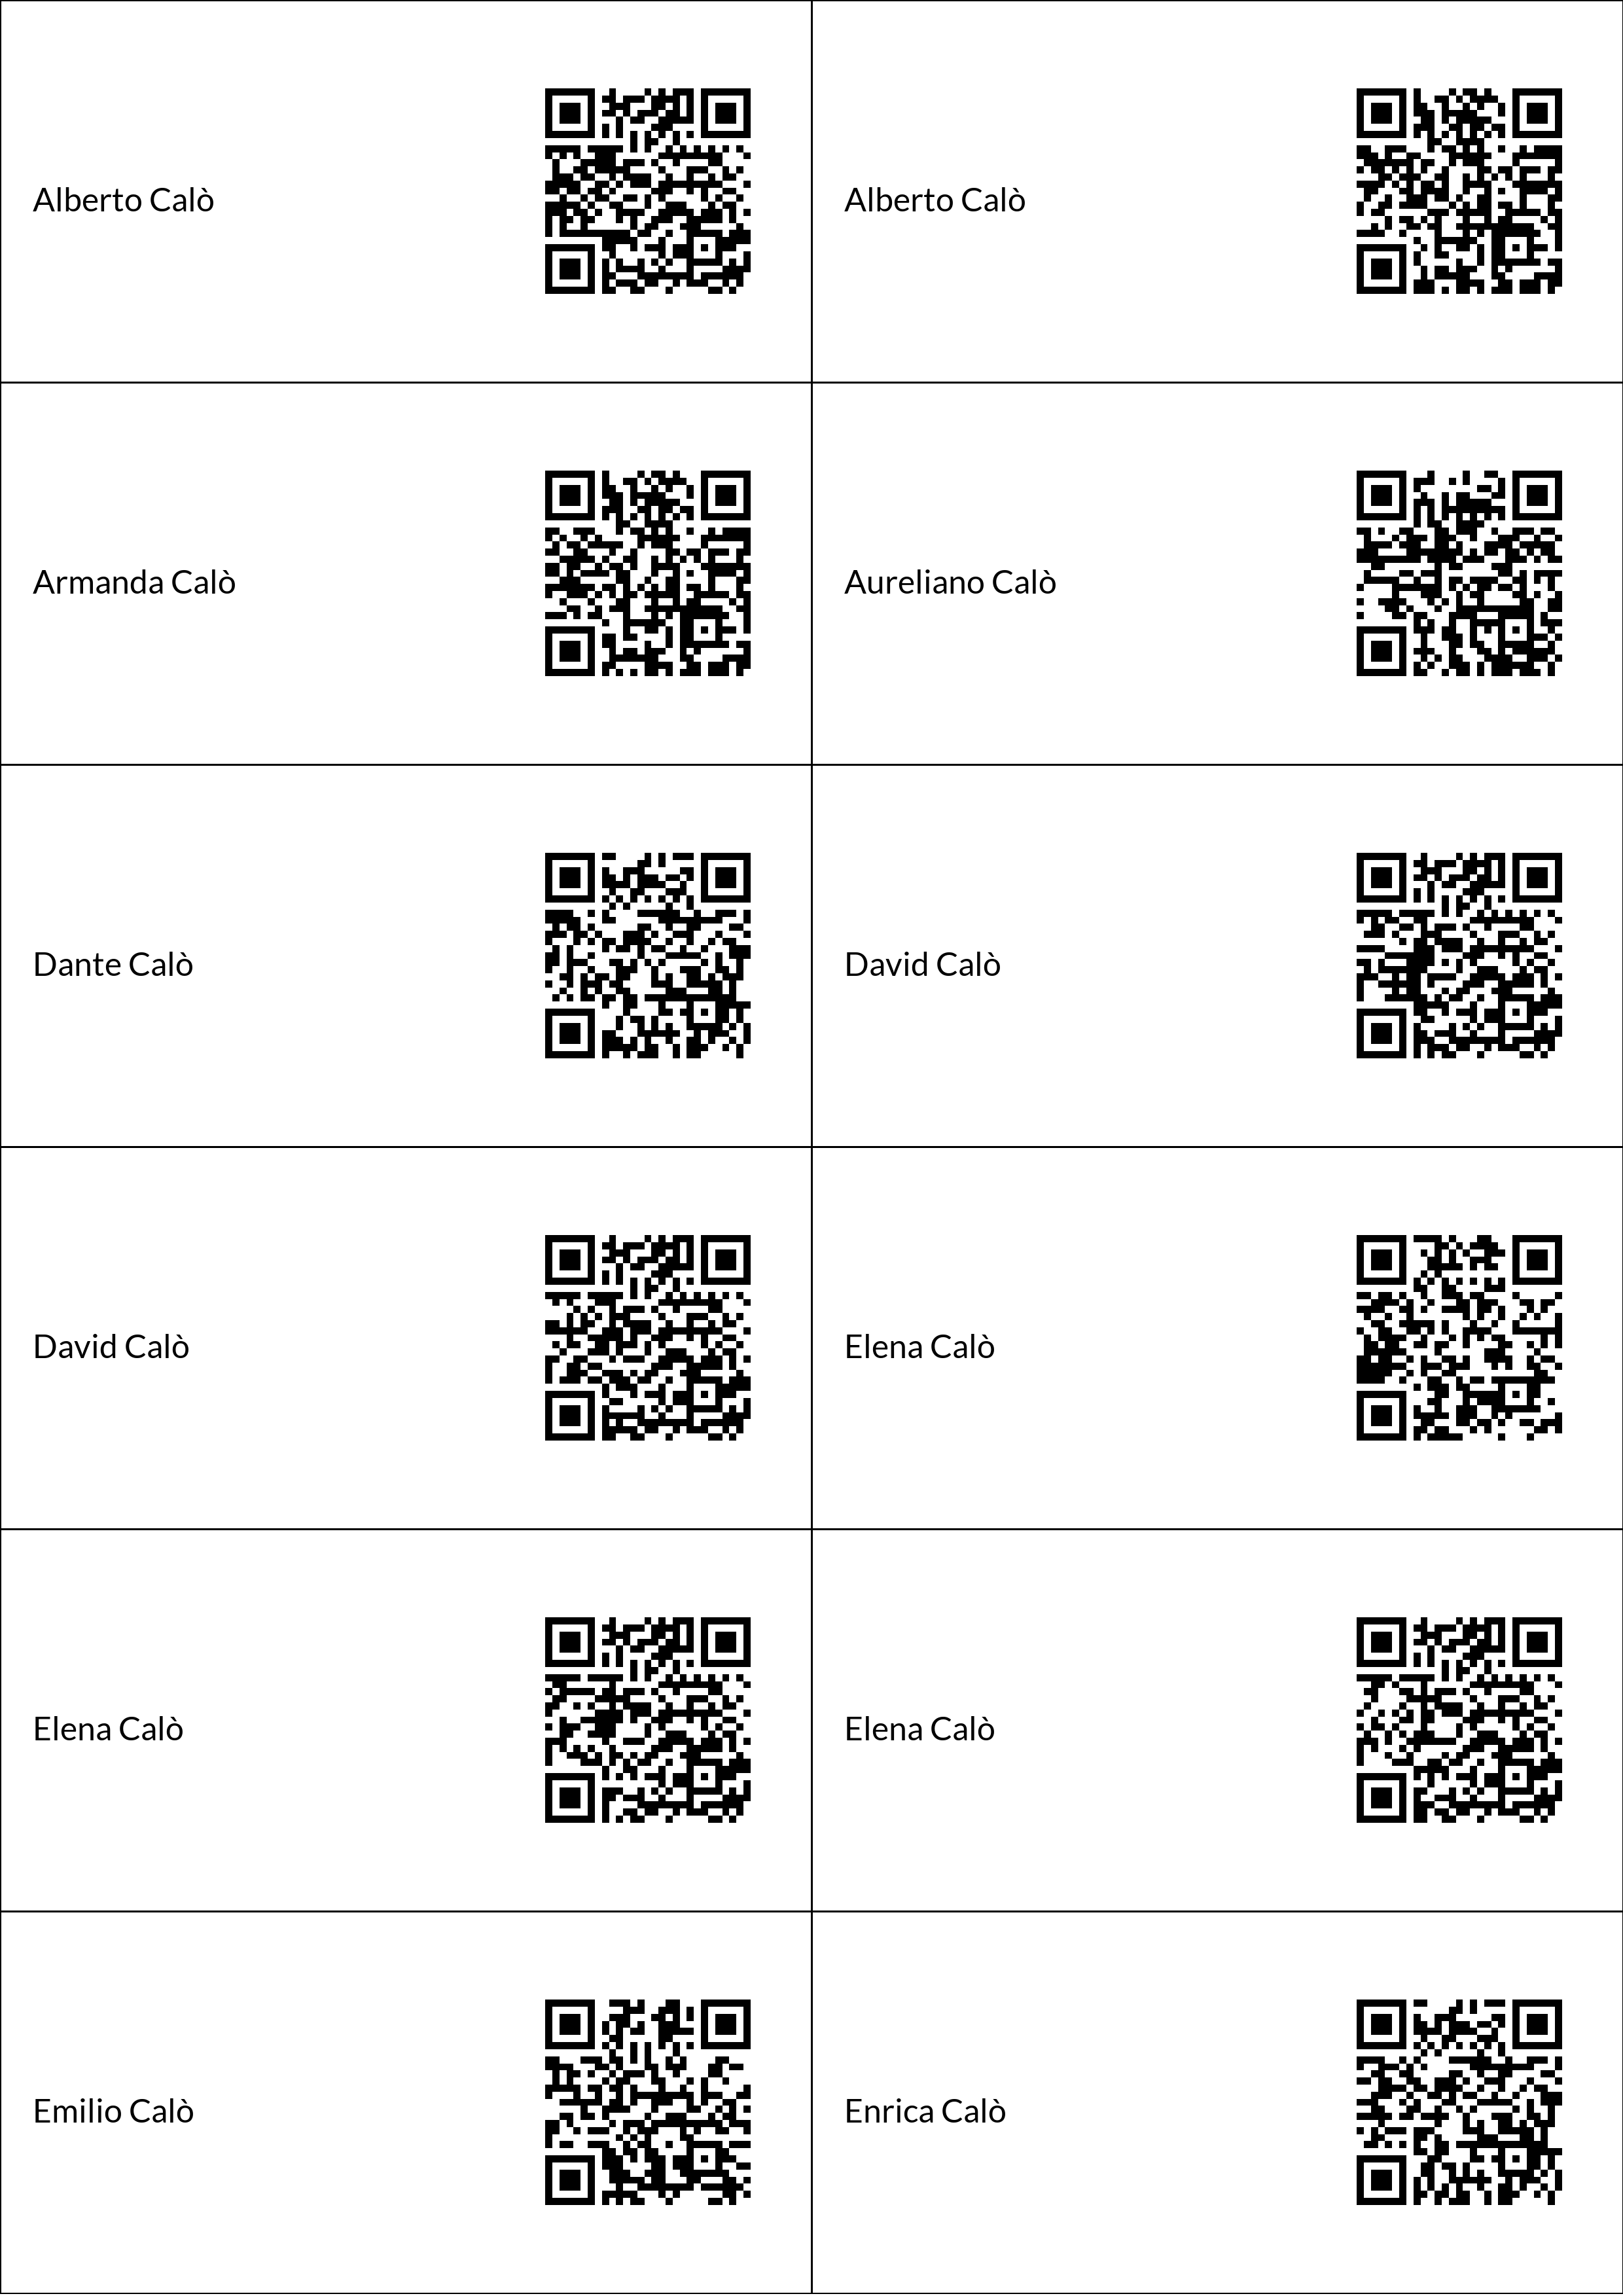 Alberto Calò
Alberto Calò
Armanda Calò
Aureliano Calò
Dante Calò
David Calò
David Calò
Elena Calò
Elena Calò
Elena Calò
Emilio Calò
Enrica Calò